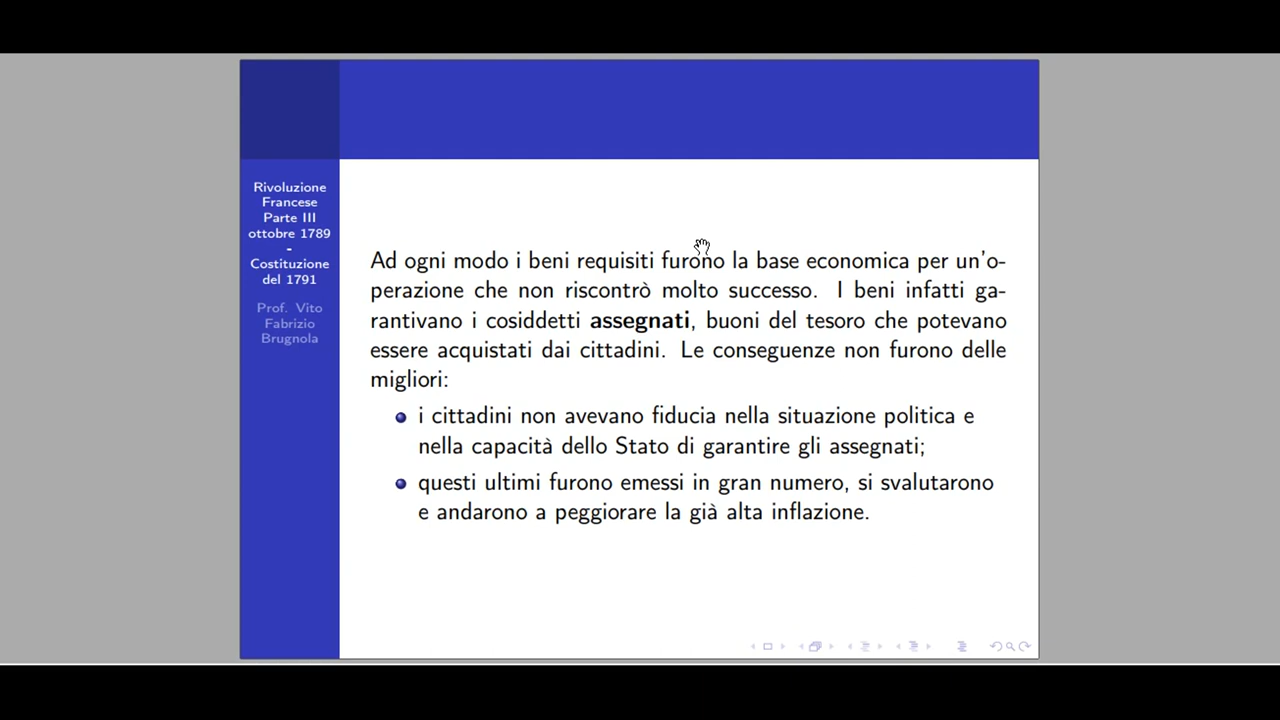 Rivoluzione
Francese
Parte III
ottobre 1789
-
Costituzione
del 1791
Prof. Vito
Fabrizio
Brugnola
Ad ogni modo i beni requisiti furono la base economica per un'o-
perazione che non riscontrò molto successo. I beni infatti ga-
rantivano i cosiddetti assegnati, buoni del tesoro che potevano
essere acquistati dai cittadini. Le conseguenze non furono delle
migliori:
i cittadini non avevano fiducia nella situazione politica e
nella capacità dello Stato di garantire gli assegnati;
questi ultimi furono emessi in gran numero, si svalutarono
e andarono a peggiorare la già alta inflazione.